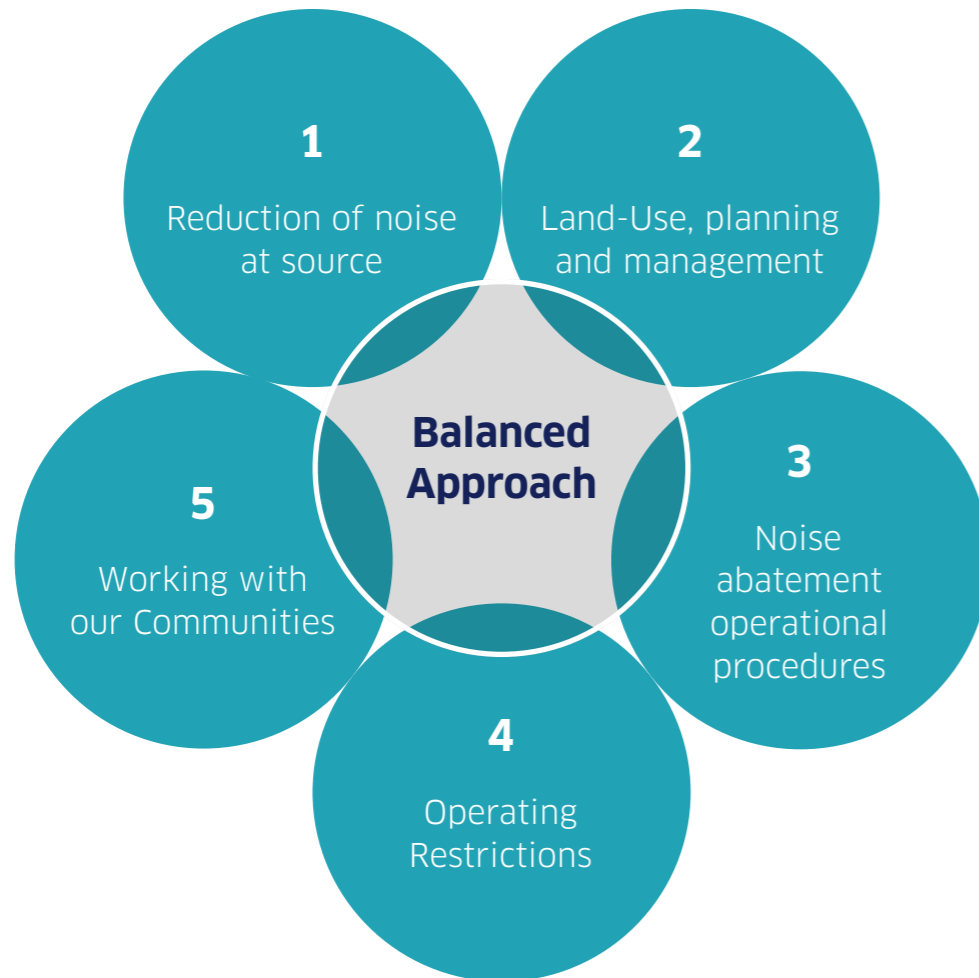 1
Reduction of noise
at source
2
Land-Use, planning
and management
Balanced
Approach
3
Noise
abatement
operational
procedures
4
Operating
Restrictions
5
Working with
our Communities